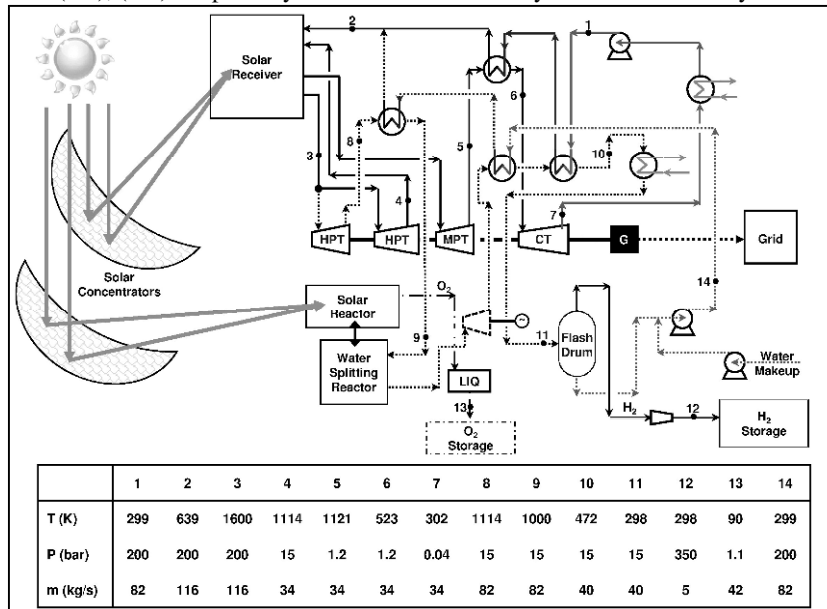 2
1
Solar
Receiver
6
8
3
5
10
4
7
HPT
HPT
MPT
CT
G
Grid
Solar
Concentrators
14
O2
Solar
Reactor
~
9
11
Flash
Drum
Water
Splitting
Reactor
Water
Makeup
LIQ
13
H2
12
H2
Storage
O2
Storage
1 2 3 4 5 6 7 8 9 10 11 12 13 14
T (K) 299 639 1600 1114 1121 523 302 1114 1000 472 298 298 90 299
P (bar) 200 200 200 15 1.2 1.2 0.04 15 15 15 15 350 1.1 200
m (kg/s) 82 116 116 34 34 34 34 82 82 40 40 5 42 82